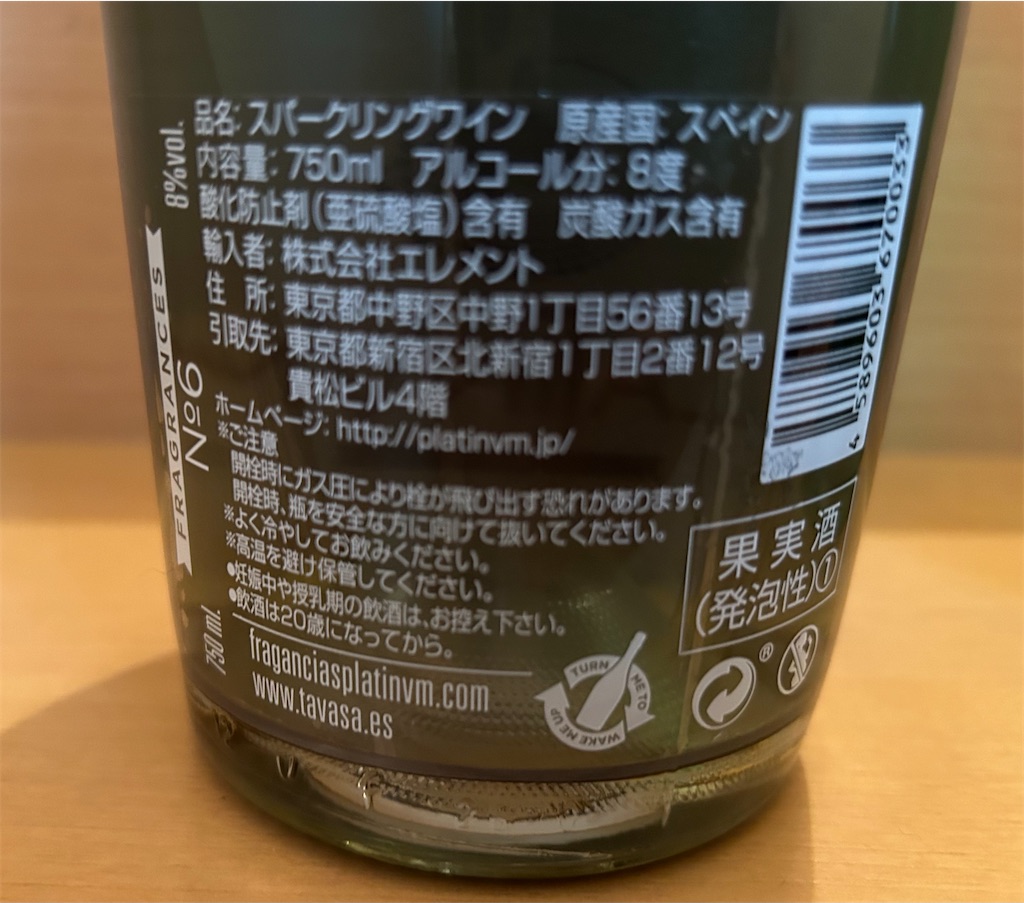 品名: スパークリングワイン 原産国: スペイン
内容量: 750ml アルコール分: 8度
酸化防止剤(亜硫酸塩)含有 炭酸ガス含有
輸入者: 株式会社エレメント
住 所: 東京都中野区中野1丁目56番13号
引取先: 東京都新宿区北新宿1丁目2番12号
貴松ビル4階
ホームページ: http://platinvm.jp/
※ご注意
開栓時にガス圧により栓が飛び出す恐れがあります。
開栓時、瓶を安全な方に向けて抜いてください。
※よく冷やしてお飲みください。
※高温を避け保管してください。
●妊娠中や授乳期の飲酒は、お控え下さい。
●飲酒は20歳になってから。
fraganciasplatinvm.com
www.tavasa.es
8%vol.
FRAGRANCES
No6
750 ml.
4 589603 670033
果実酒
(発泡性)①
TURN ME TO WAKE ME UP
®